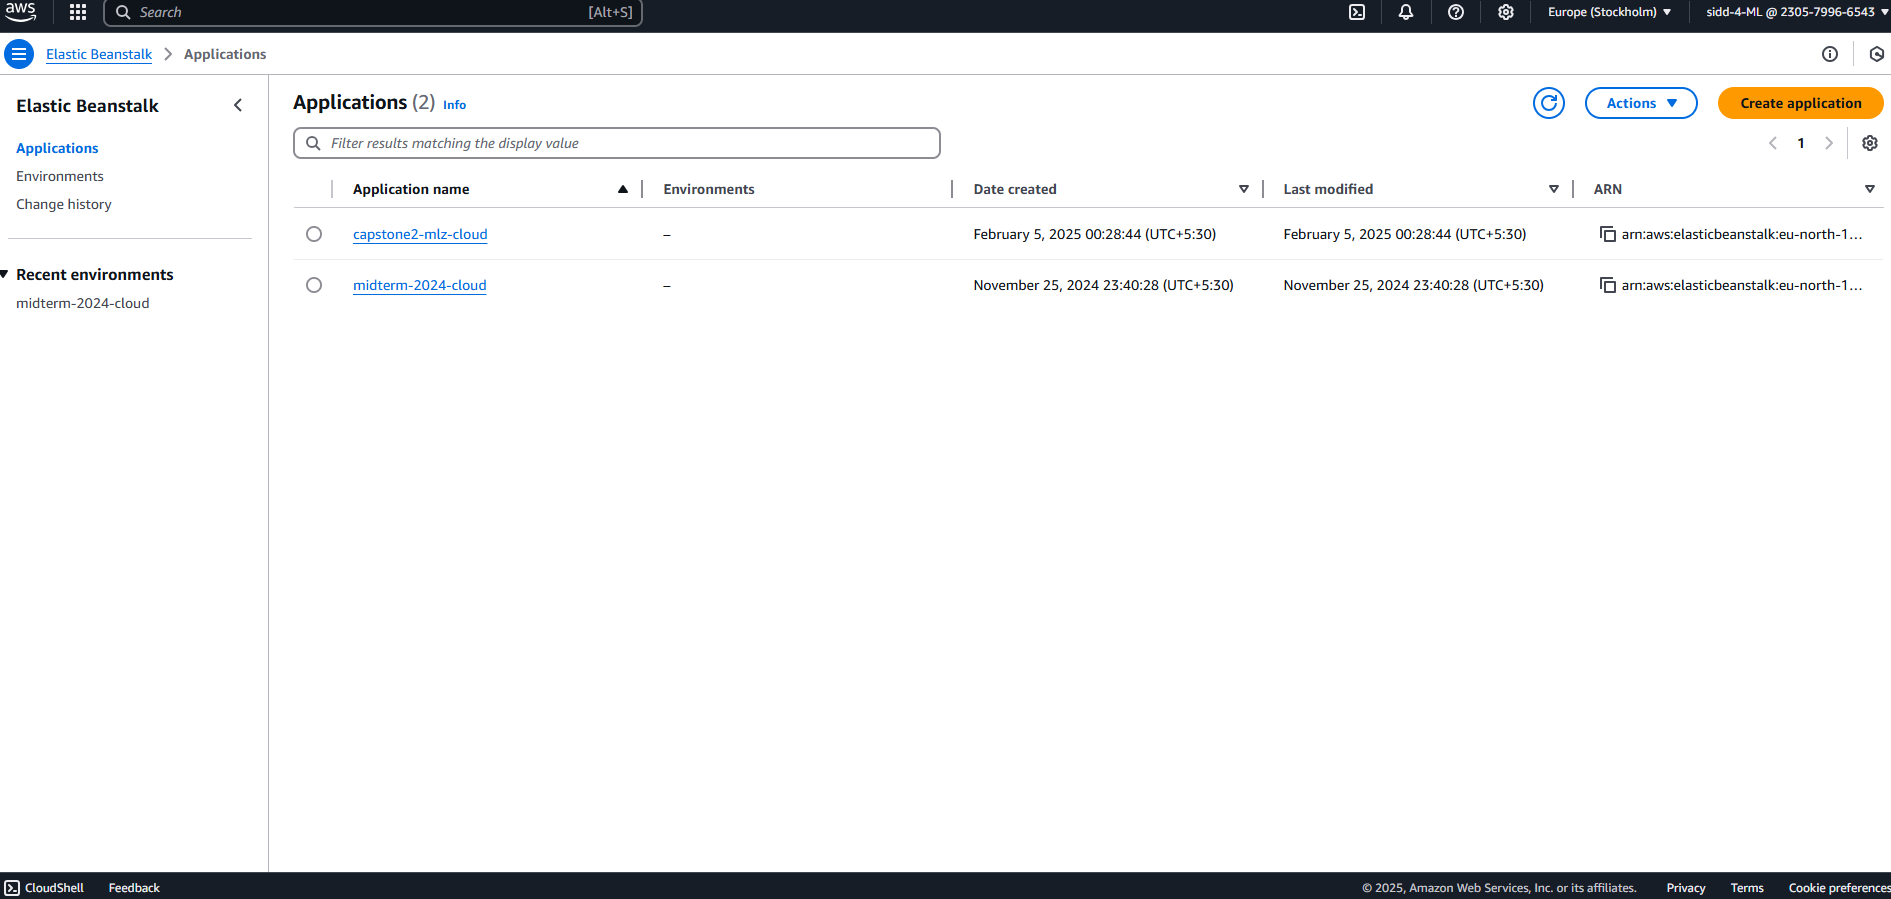 aws Search [Alt+S] Europe (Stockholm) sidd-4-ML @ 2305-7996-6543
Elastic Beanstalk Applications
Elastic Beanstalk
Applications
Environments
Change history
Recent environments
midterm-2024-cloud
Applications (2) Info
Actions Create application
Filter results matching the display value
1
Application name Environments Date created Last modified ARN
capstone2-mlz-cloud – February 5, 2025 00:28:44 (UTC+5:30) February 5, 2025 00:28:44 (UTC+5:30) arn:aws:elasticbeanstalk:eu-north-1...
midterm-2024-cloud – November 25, 2024 23:40:28 (UTC+5:30) November 25, 2024 23:40:28 (UTC+5:30) arn:aws:elasticbeanstalk:eu-north-1...
CloudShell Feedback © 2025, Amazon Web Services, Inc. or its affiliates. Privacy Terms Cookie preferences